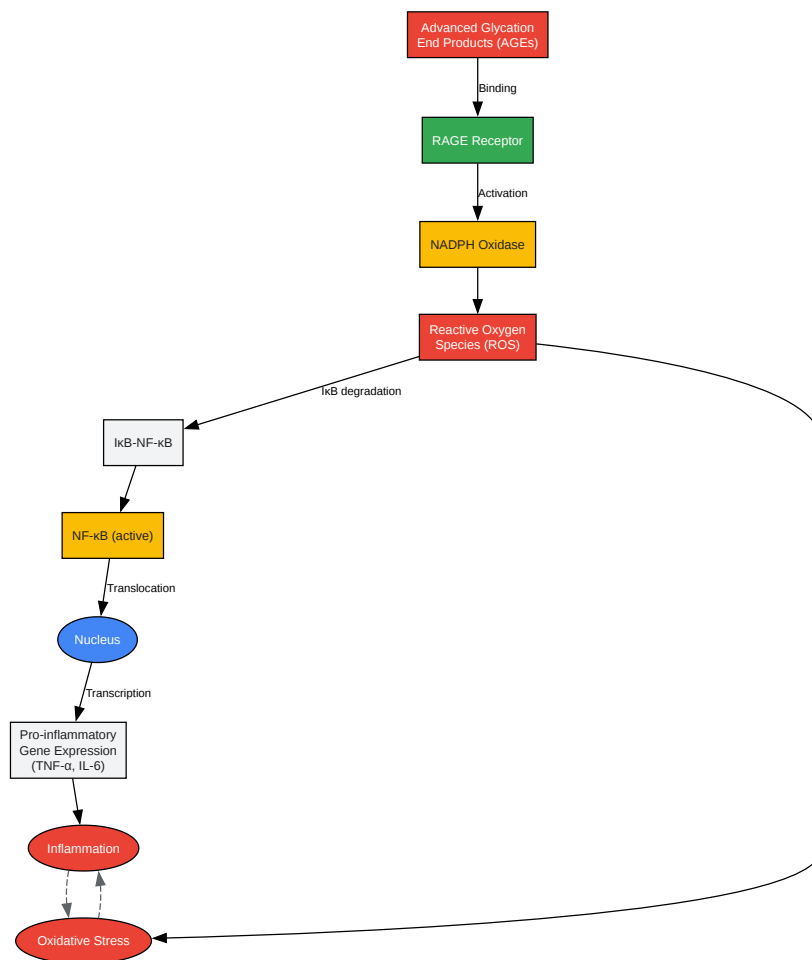 Advanced Glycation
End Products (AGEs)
Binding
RAGE Receptor
Activation
NADPH Oxidase
Reactive Oxygen
Species (ROS)
IκB degradation
IκB-NF-κB
NF-κB (active)
Translocation
Nucleus
Transcription
Pro-inflammatory
Gene Expression
(TNF-α, IL-6)
Inflammation
Oxidative Stress